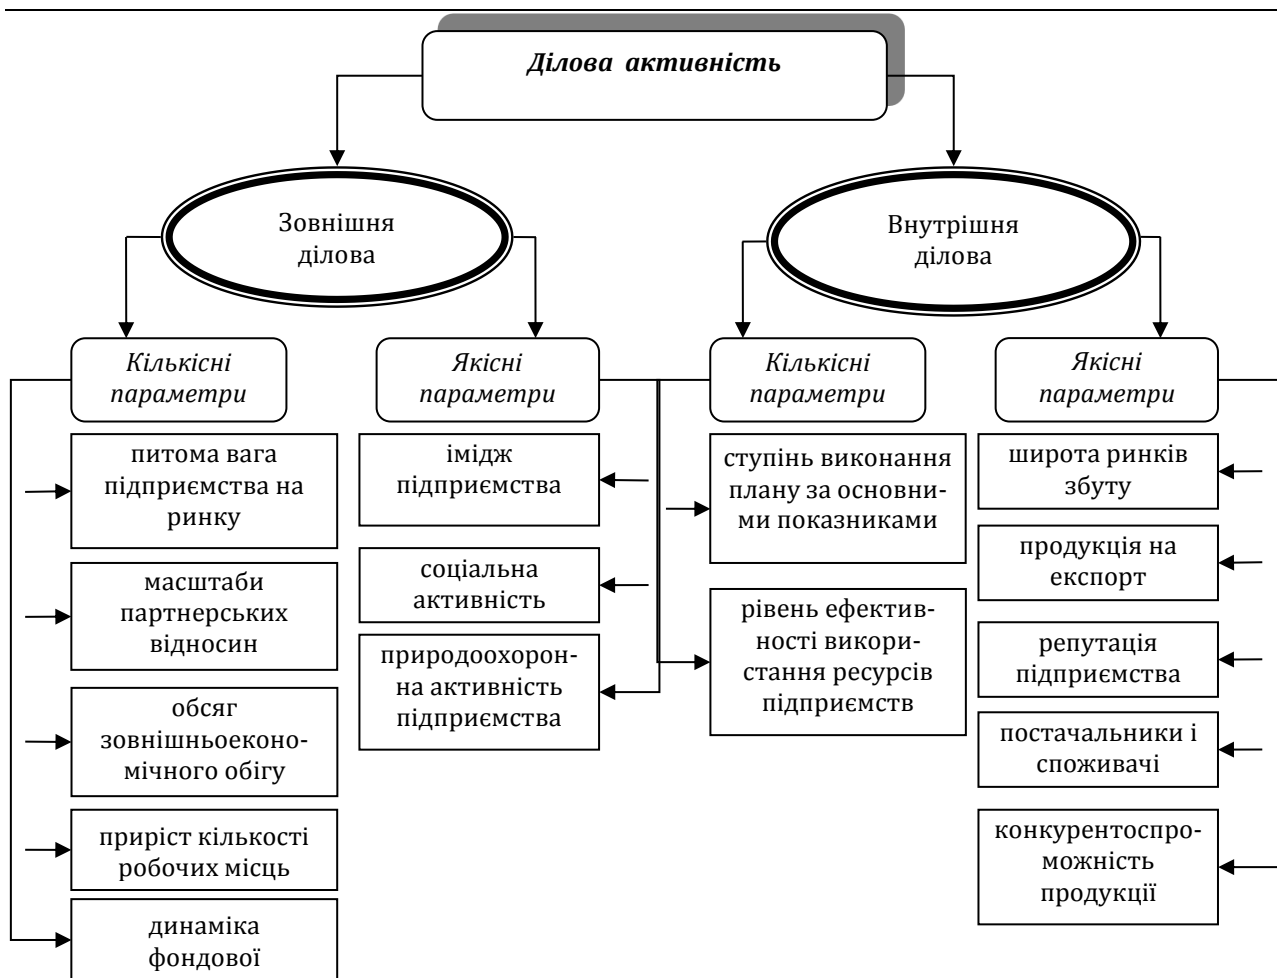 Ділова активність
Зовнішня
ділова
Внутрішня
ділова
Кількісні
параметри
Якісні
параметри
Кількісні
параметри
Якісні
параметри
питома вага
підприємства на
ринку
масштаби
партнерських
відносин
обсяг
зовнішньоеконо-
мічного обігу
приріст кількості
робочих місць
динаміка
фондової
імідж
підприємства
соціальна
активність
природоохорон-
на активність
підприємства
ступінь виконання
плану за основни-
ми показниками
рівень ефектив-
ності викори-
стання ресурсів
підприємств
широта ринків
збуту
продукція на
експорт
репутація
підприємства
постачальники і
споживачі
конкурентоспро-
можність
продукції